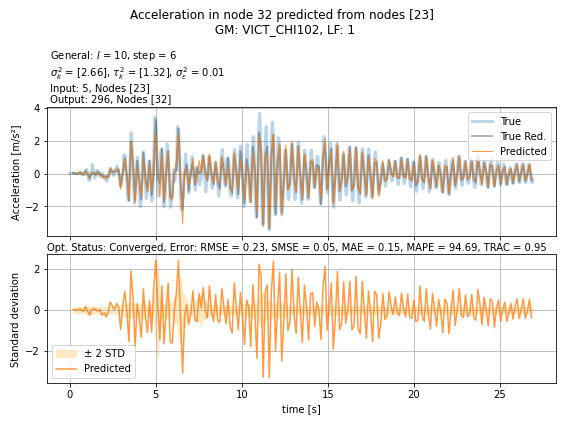 Acceleration in node 32 predicted from nodes [23]
GM: VICT_CHI102, LF: 1
General: l = 10, step = 6
σ²ₖ = [2.66], τ²ₖ = [1.32], σ²ε = 0.01
Input: 5, Nodes [23]
Output: 296, Nodes [32]
4
2
0
−2
Acceleration [m/s²]
True
True Red.
Predicted
Opt. Status: Converged, Error: RMSE = 0.23, SMSE = 0.05, MAE = 0.15, MAPE = 94.69, TRAC = 0.95
2
0
−2
Standard deviation
± 2 STD
Predicted
0 5 10 15 20 25
time [s]